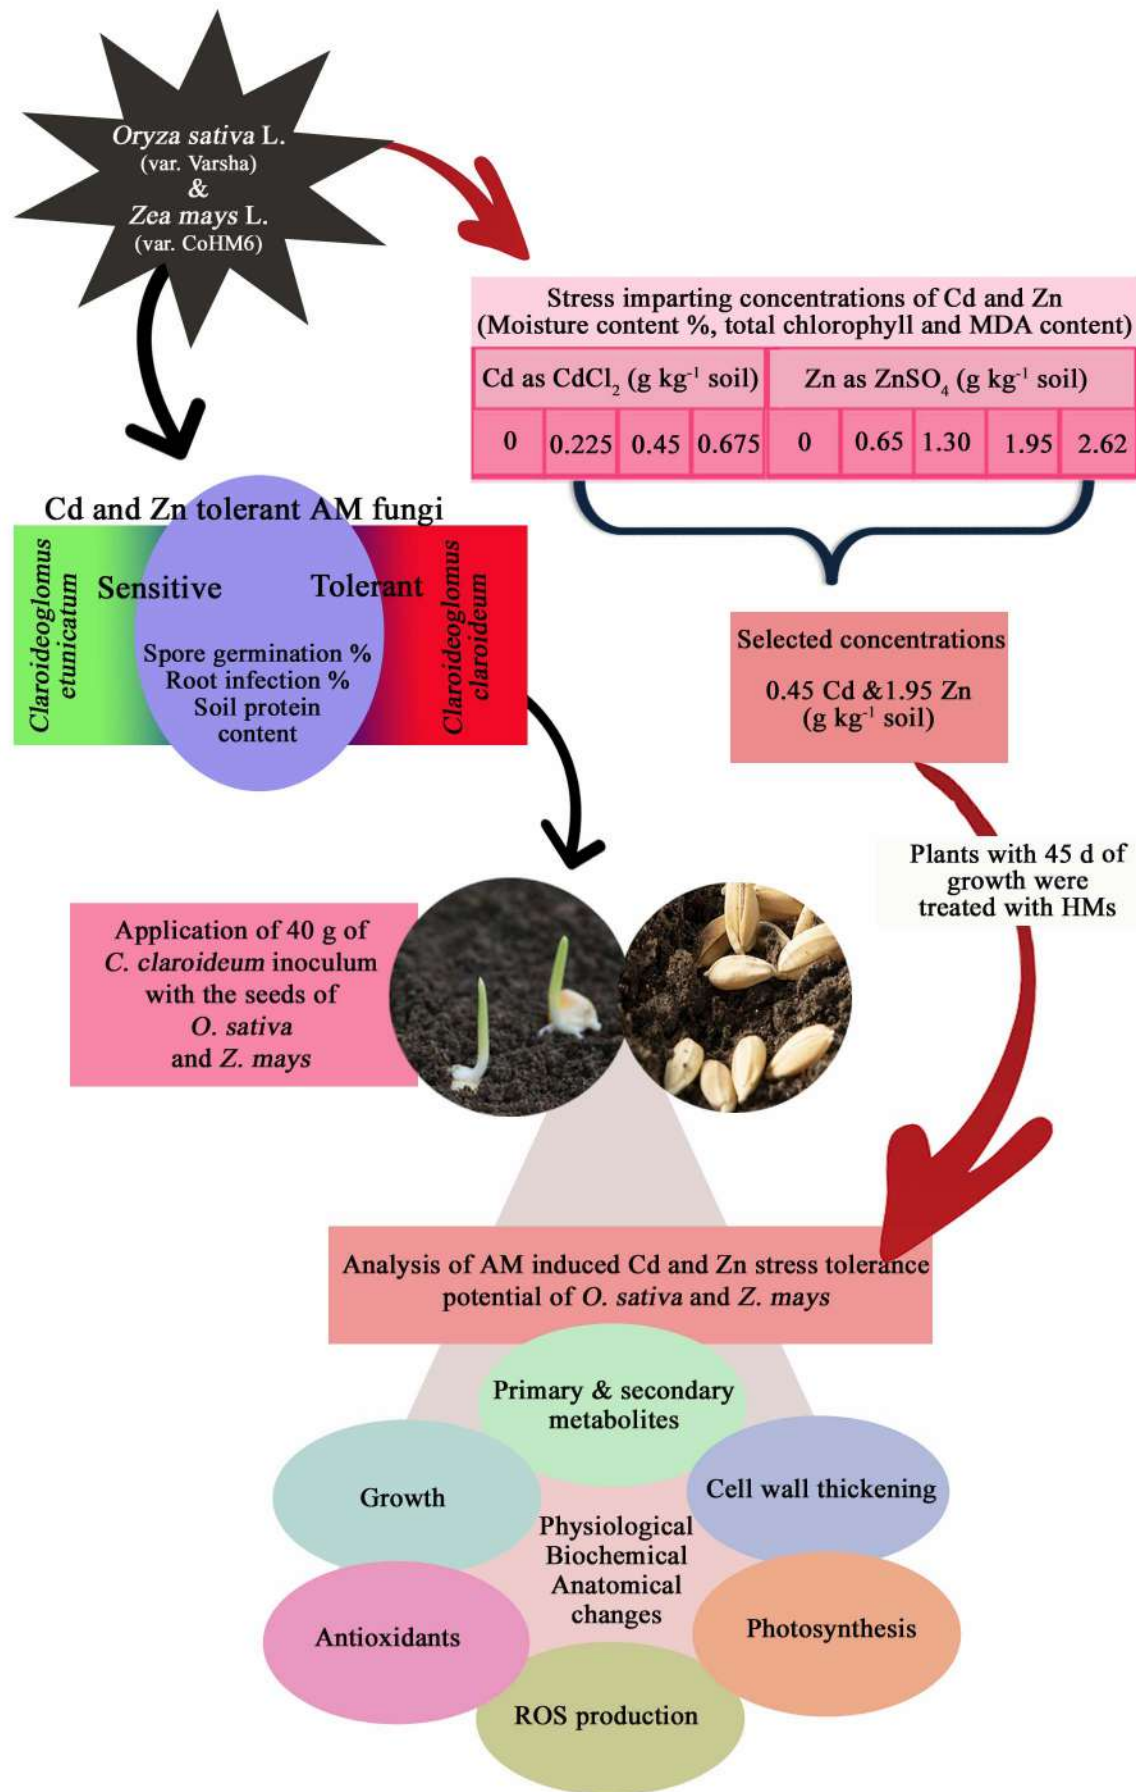 Oryza sativa L.
(var. Varsha)
&
Zea mays L.
(var. CoHM6)
Stress imparting concentrations of Cd and Zn
(Moisture content %, total chlorophyll and MDA content)
Cd as CdCl₂ (g kg⁻¹ soil) Zn as ZnSO₄ (g kg⁻¹ soil)
0 0.225 0.45 0.675 0 0.65 1.30 1.95 2.62
Cd and Zn tolerant AM fungi
Claroideoglomus
etunicatum
Sensitive
Tolerant
Claroideoglomus
claroideum
Spore germination %
Root infection %
Soil protein
content
Selected concentrations
0.45 Cd &1.95 Zn
(g kg⁻¹ soil)
Plants with 45 d of
growth were
treated with HMs
Application of 40 g of
C. claroideum inoculum
with the seeds of
O. sativa
and Z. mays
Analysis of AM induced Cd and Zn stress tolerance
potential of O. sativa and Z. mays
Primary & secondary
metabolites
Growth
Cell wall thickening
Physiological
Biochemical
Anatomical
changes
Antioxidants
Photosynthesis
ROS production